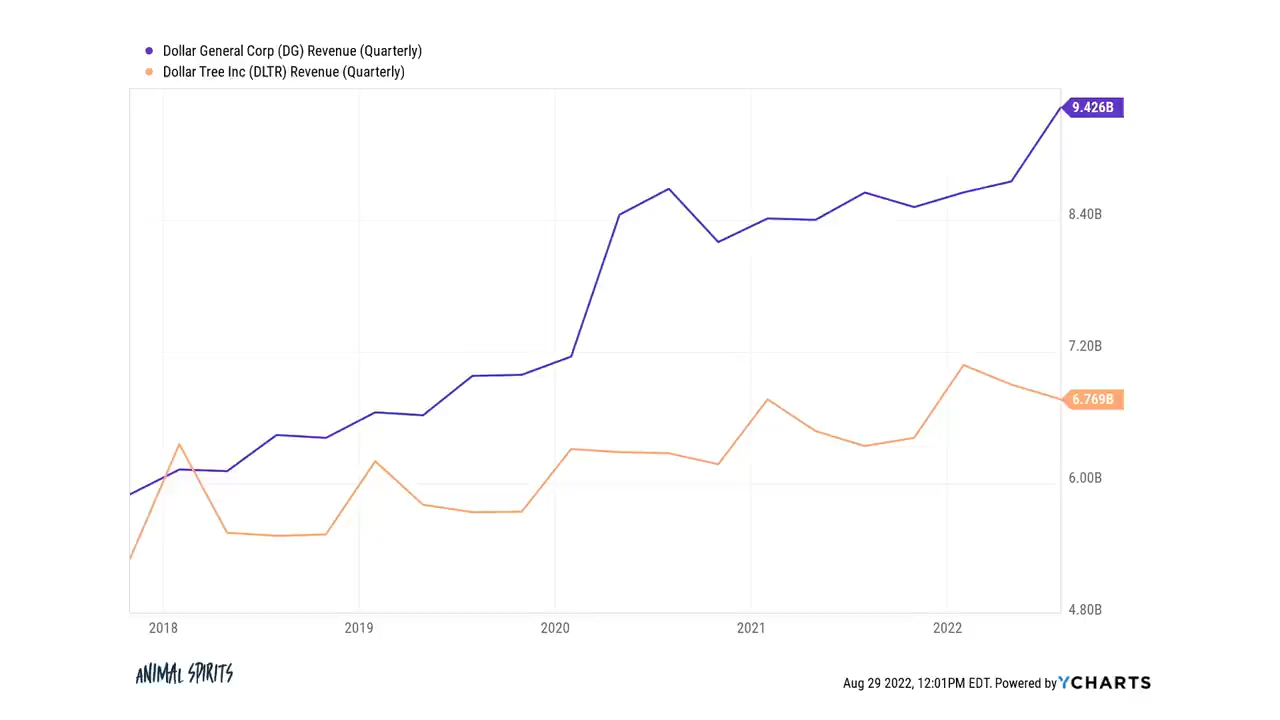 Dollar General Corp (DG) Revenue (Quarterly)
Dollar Tree Inc (DLTR) Revenue (Quarterly)
9.426B
8.40B
7.20B
6.769B
6.00B
4.80B
2018 2019 2020 2021 2022
ANIMAL SPIRITS
Aug 29 2022, 12:01PM EDT. Powered by YCHARTS